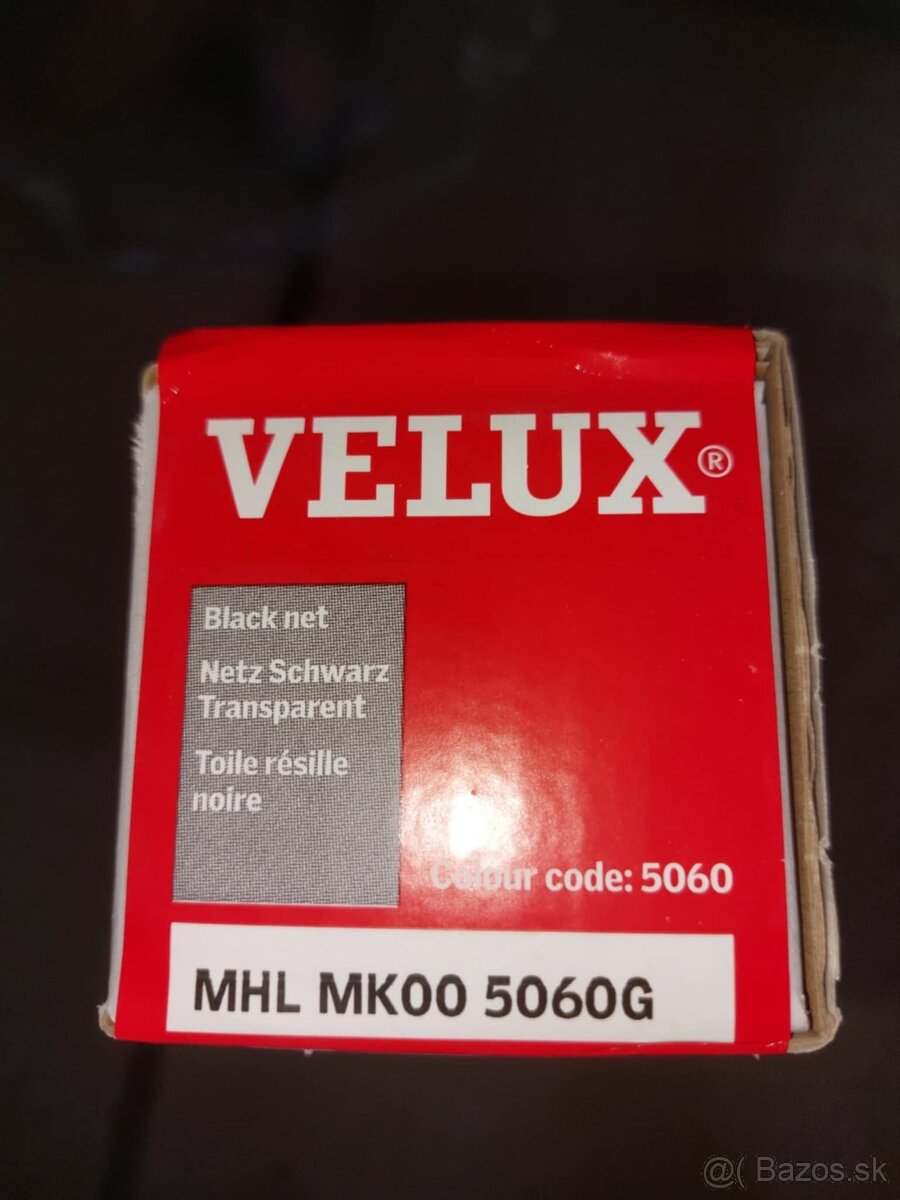 VELUX®
Black net
Netz Schwarz
Transparent
Toile résille
noire
Colour code: 5060
MHL MK00 5060G
@( Bazos.sk